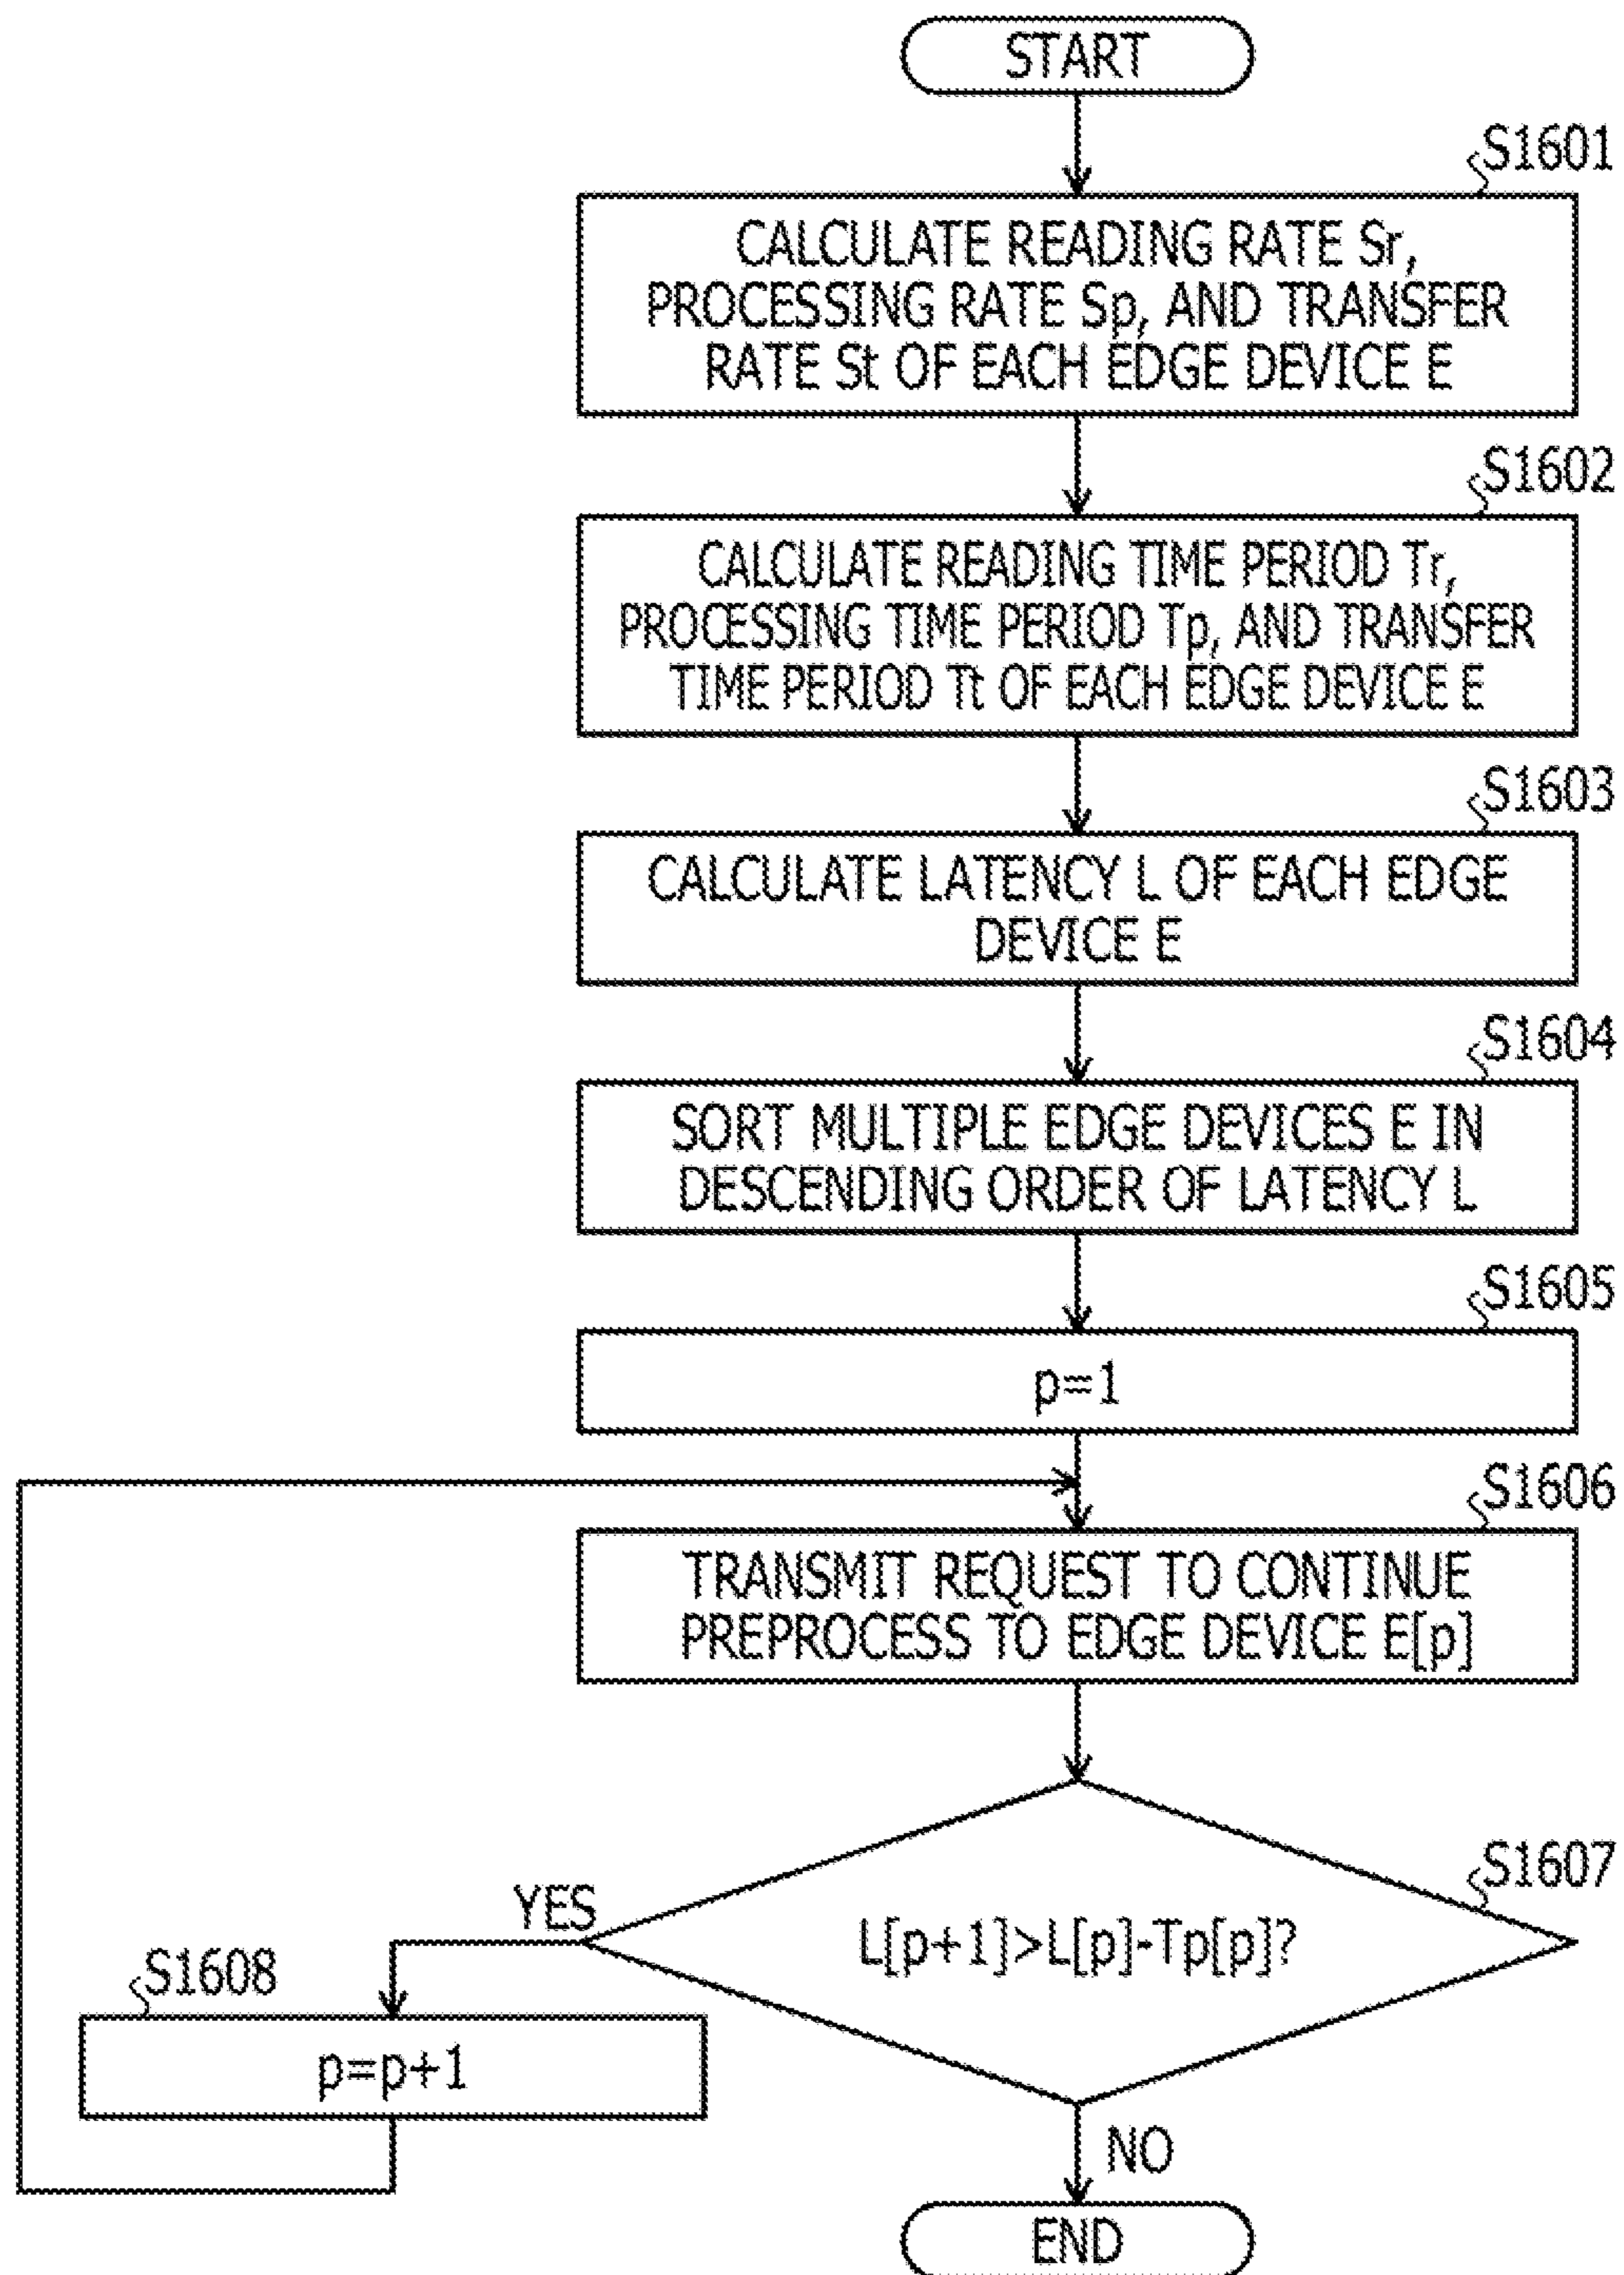 START
S1601
CALCULATE READING RATE Sr,
PROCESSING RATE Sp, AND TRANSFER
RATE St OF EACH EDGE DEVICE E
S1602
CALCULATE READING TIME PERIOD Tr,
PROCESSING TIME PERIOD Tp, AND TRANSFER
TIME PERIOD Tt OF EACH EDGE DEVICE E
S1603
CALCULATE LATENCY L OF EACH EDGE
DEVICE E
S1604
SORT MULTIPLE EDGE DEVICES E IN
DESCENDING ORDER OF LATENCY L
S1605
p=1
S1606
TRANSMIT REQUEST TO CONTINUE
PREPROCESS TO EDGE DEVICE E[p]
S1607
L[p+1]>L[p]-Tp[p]?
YES
S1608
p=p+1
NO
END